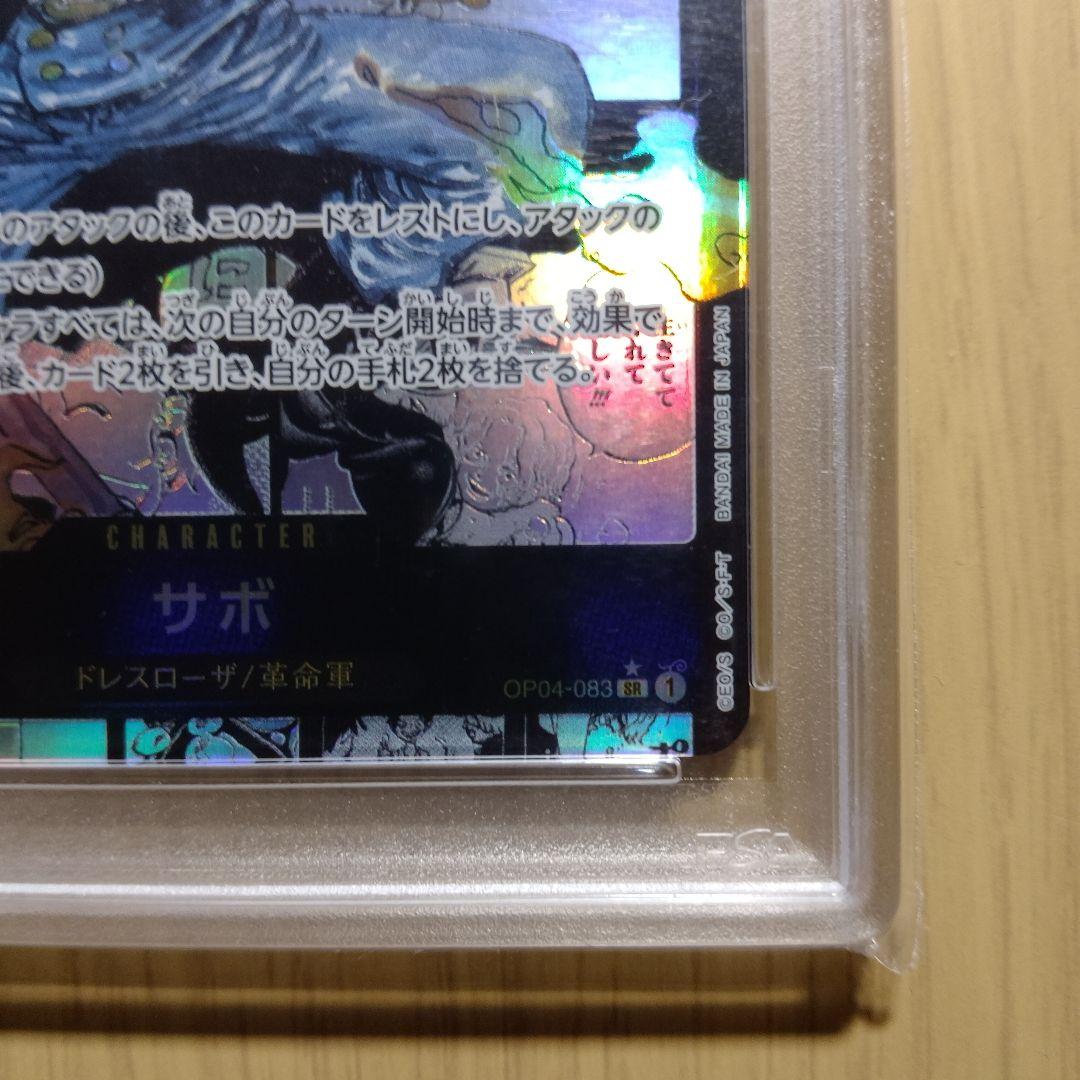 のアタックの後、このカードをレストにし、アタックの
できる)
ャラすべては、次の自分のターン開始時まで、効果で
後、カード2枚を引き、自分の手札2枚を捨てる。
きてて
れて
しい!!!
CHARACTER
サボ
ドレスローザ/革命軍
OP04-083 SR 1
©EO/S ©O/S・F・T BANDAI MADE IN JAPAN
PSA